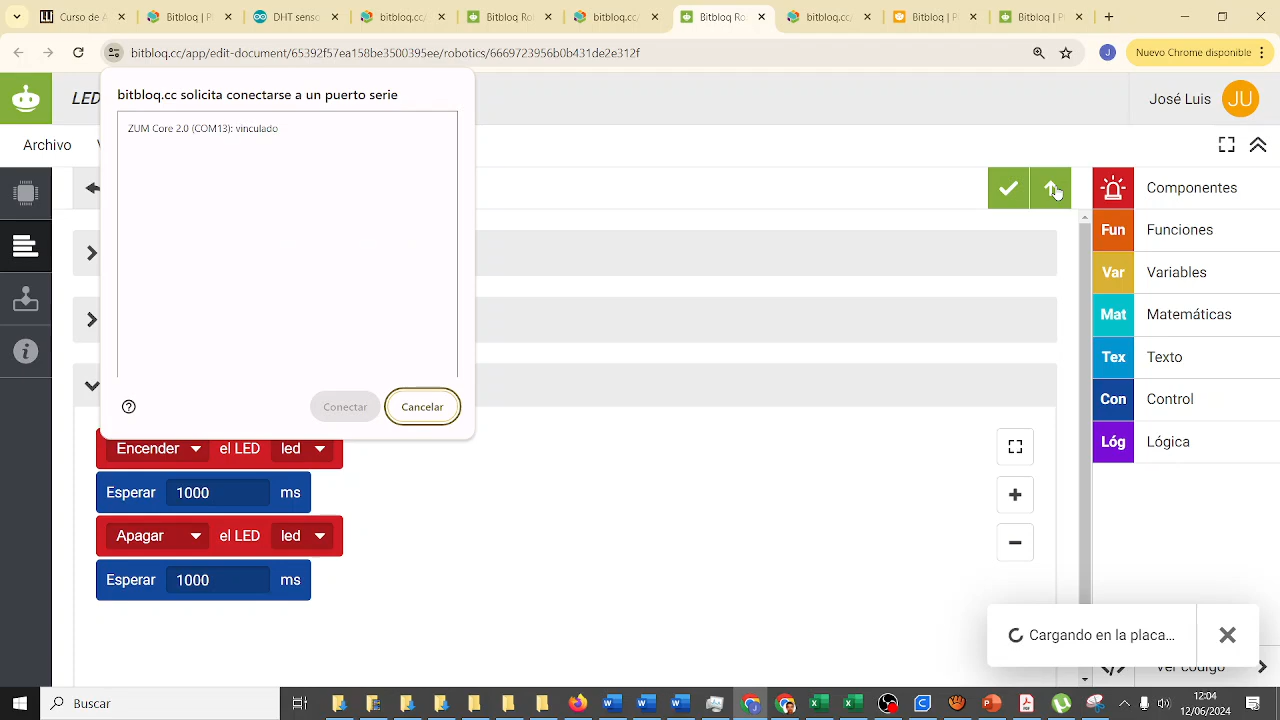 Curso de A
Bitbloq | P
DHT senso
bitbloq.cc/
Bitbloq Ro
bitbloq.cc/
Bitbloq Ro
bitbloq.cc/
Bitbloq | P
Bitbloq | P
bitbloq.cc/app/edit-document/65392f57ea158be3500395ee/robotics/6669723956b0b431de2e312f
J
Nuevo Chrome disponible
LED
José Luis
JU
bitbloq.cc solicita conectarse a un puerto serie
ZUM Core 2.0 (COM13): vinculado
Conectar
Cancelar
Archivo
Componentes
Fun
Funciones
Var
Variables
Mat
Matemáticas
Tex
Texto
Con
Control
Lóg
Lógica
Encender
el LED
led
Esperar
1000
ms
Apagar
el LED
led
Esperar
1000
ms
Cargando en la placa...
Ver código
Buscar
12:04
12/06/2024